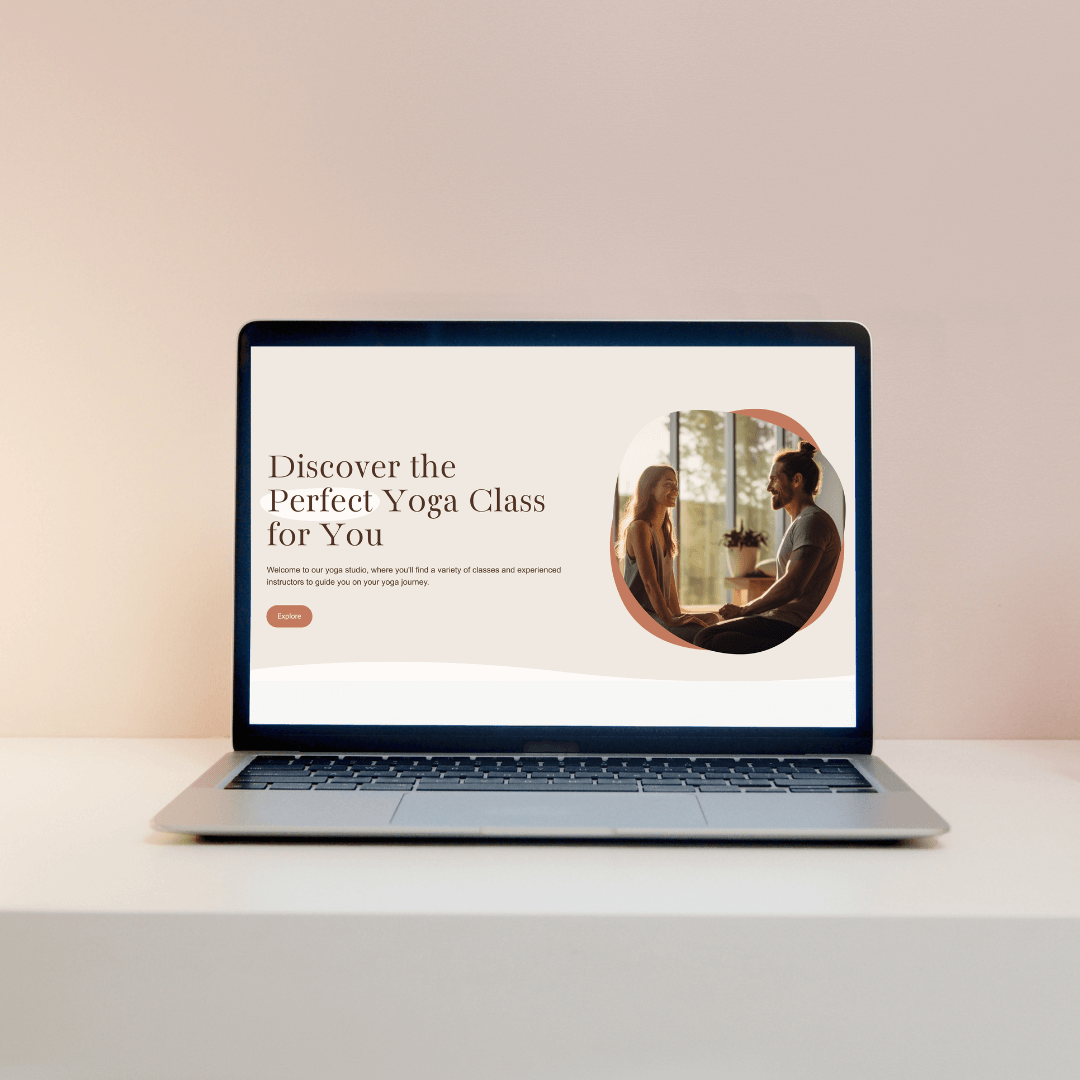 Discover the
Perfect Yoga Class
for You
Welcome to our yoga studio, where you'll find a variety of classes and experienced
instructors to guide you on your yoga journey.
Explore